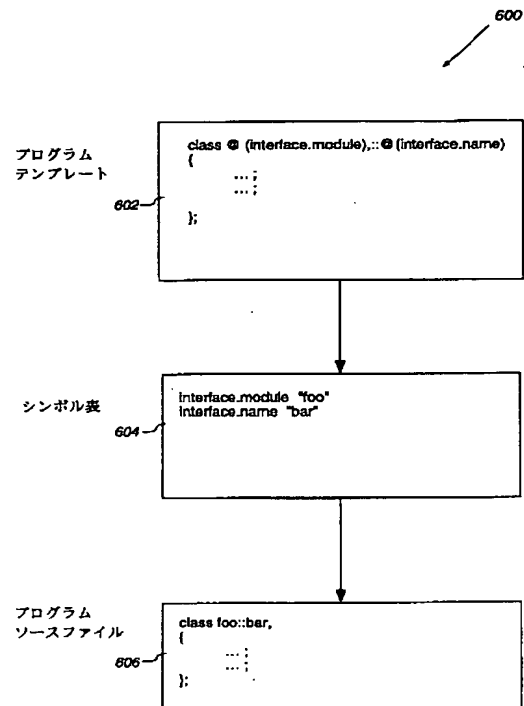 600
プログラム
テンプレート
602
class @ (interface.module),::@ (interface.name)
{
... ;
... ;
};
シンボル表
604
interface.module "foo"
interface.name "bar"
プログラム
ソースファイル
606
class foo::bar,
{
... ;
... ;
};